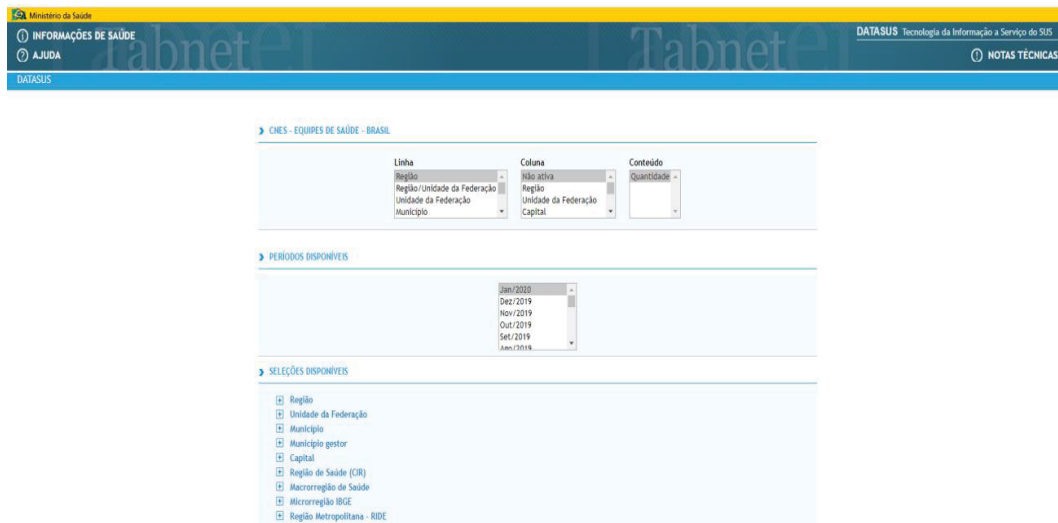 Ministério da Saúde
INFORMAÇÕES DE SAÚDE
AJUDA
Tabnet
Tabnet
DATASUS Tecnologia da Informação a Serviço do SUS
NOTAS TÉCNICAS
DATASUS
CNES - EQUIPES DE SAÚDE - BRASIL
Linha
Região
Região/Unidade da Federação
Unidade da Federação
Município
Coluna
Não ativa
Região
Unidade da Federação
Capital
Conteúdo
Quantidade
PERÍODOS DISPONÍVEIS
Jan/2020
Dez/2019
Nov/2019
Out/2019
Set/2019
Ago/2019
SELEÇÕES DISPONÍVEIS
Região
Unidade da Federação
Município
Município gestor
Capital
Região de Saúde (CIR)
Macrorregião de Saúde
Microrregião IBGE
Região Metropolitana - RIDE